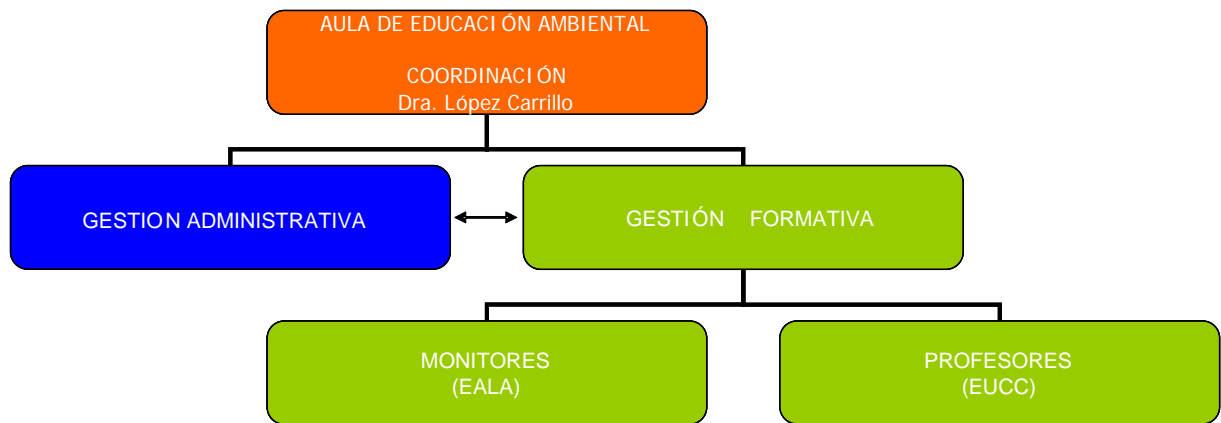 AULA DE EDUCACIÓN AMBIENTAL
COORDINACIÓN
Dra. López Carrillo
GESTION ADMINISTRATIVA
GESTIÓN FORMATIVA
MONITORES
(EALA)
PROFESORES
(EUCC)